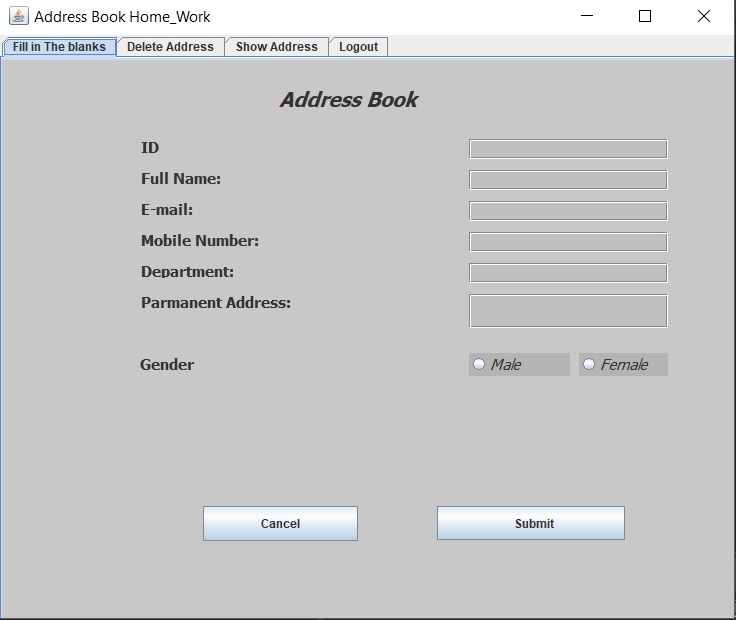 Address Book Home_Work
Fill in The blanks Delete Address Show Address Logout
Address Book
ID
Full Name:
E-mail:
Mobile Number:
Department:
Parmanent Address:
Gender Male Female
Cancel Submit